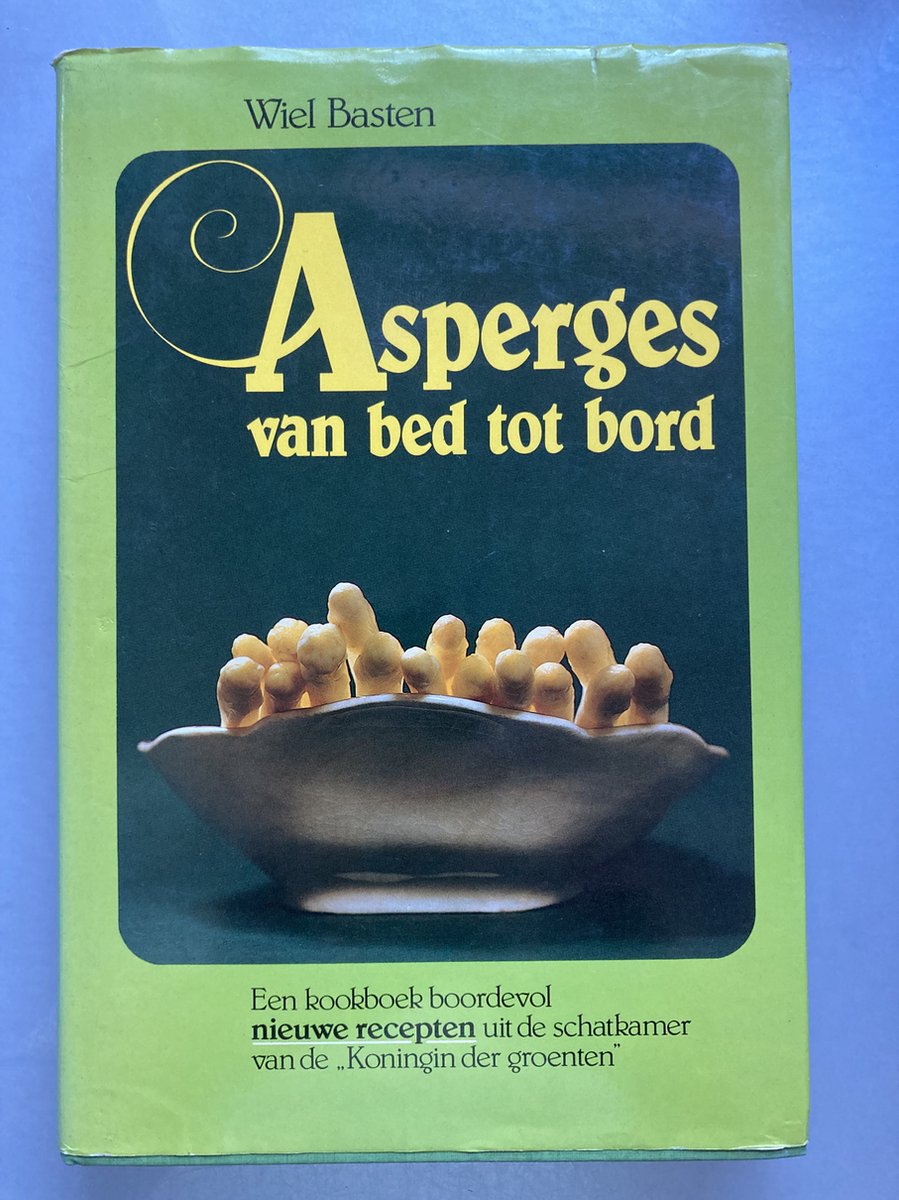 Wiel Basten
Asperges
van bed tot bord
Een kookboek boordevol
nieuwe recepten uit de schatkamer
van de „Koningin der groenten”